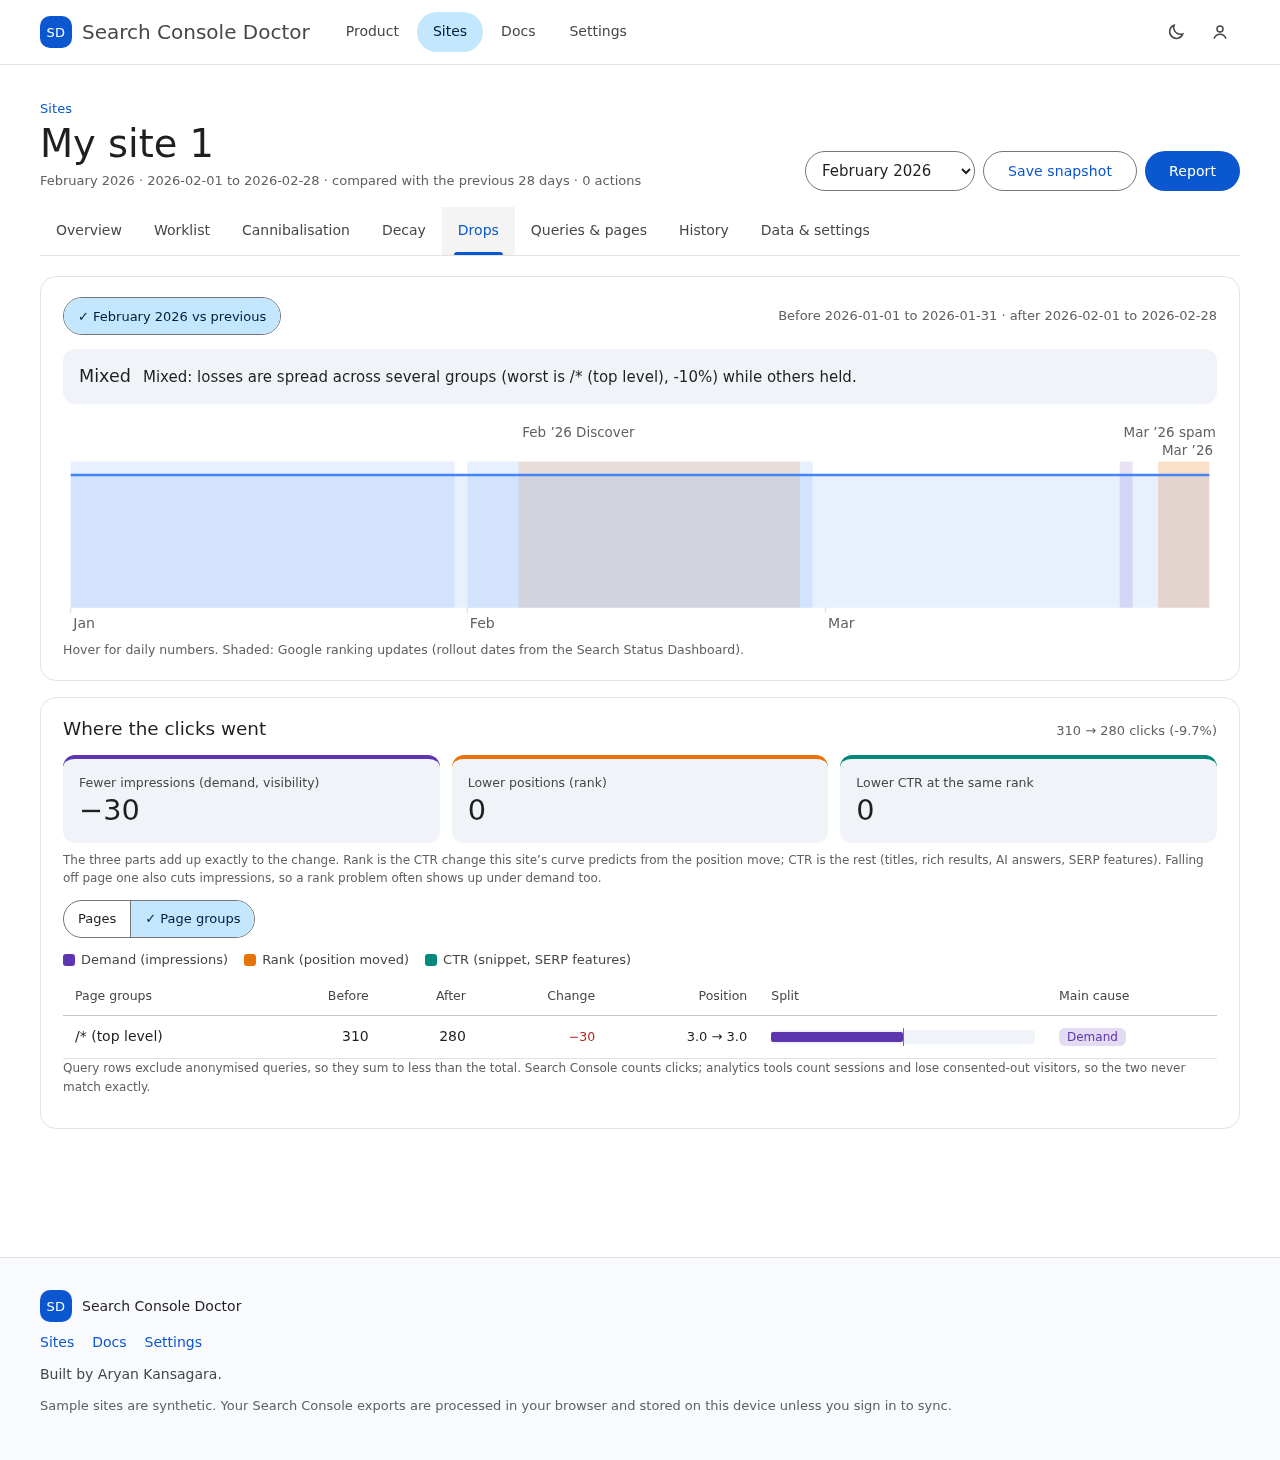 SD Search Console Doctor Product Sites Docs Settings
Sites
My site 1
February 2026 · 2026-02-01 to 2026-02-28 · compared with the previous 28 days · 0 actions
February 2026 Save snapshot Report
Overview Worklist Cannibalisation Decay Drops Queries & pages History Data & settings
✓ February 2026 vs previous Before 2026-01-01 to 2026-01-31 · after 2026-02-01 to 2026-02-28
Mixed Mixed: losses are spread across several groups (worst is /* (top level), -10%) while others held.
Feb ’26 Discover Mar ’26 spam
Mar ’26
Jan Feb Mar
Hover for daily numbers. Shaded: Google ranking updates (rollout dates from the Search Status Dashboard).
Where the clicks went 310 → 280 clicks (-9.7%)
Fewer impressions (demand, visibility) Lower positions (rank) Lower CTR at the same rank
−30 0 0
The three parts add up exactly to the change. Rank is the CTR change this site’s curve predicts from the position move; CTR is the rest (titles, rich results, AI answers, SERP features). Falling
off page one also cuts impressions, so a rank problem often shows up under demand too.
Pages ✓ Page groups
Demand (impressions) Rank (position moved) CTR (snippet, SERP features)
Page groups Before After Change Position Split Main cause
/* (top level) 310 280 −30 3.0 → 3.0 Demand
Query rows exclude anonymised queries, so they sum to less than the total. Search Console counts clicks; analytics tools count sessions and lose consented-out visitors, so the two never
match exactly.
SD Search Console Doctor
Sites Docs Settings
Built by Aryan Kansagara.
Sample sites are synthetic. Your Search Console exports are processed in your browser and stored on this device unless you sign in to sync.